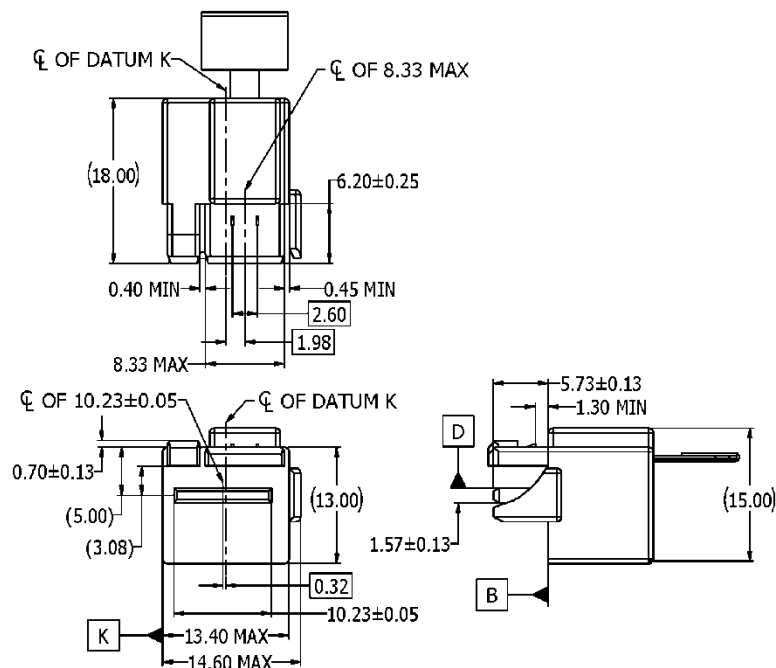 ℄ OF DATUM K
℄ OF 8.33 MAX
(18.00)
6.20±0.25
0.40 MIN
0.45 MIN
2.60
1.98
8.33 MAX
℄ OF 10.23±0.05
℄ OF DATUM K
0.70±0.13
(5.00)
(3.08)
(13.00)
0.32
10.23±0.05
K
13.40 MAX
14.60 MAX
5.73±0.13
1.30 MIN
D
(15.00)
1.57±0.13
B